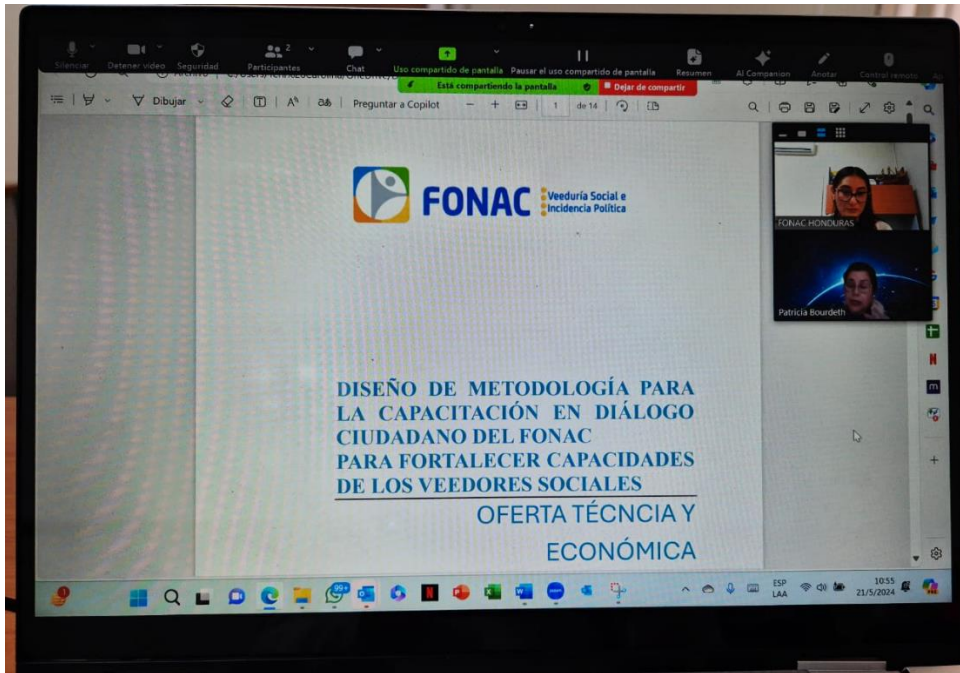 Silenciar Detener video Seguridad Participantes 2 Chat Uso compartido de pantalla Pausar el uso compartido de pantalla Resumen AI Companion Anotar Control remoto Ap
Está compartiendo la pantalla Dejar de compartir
Dibujar Preguntar a Copilot 1 de 14
FONAC Veeduría Social e
Incidencia Política
FONAC HONDURAS
Patricia Bourdeth
DISEÑO DE METODOLOGÍA PARA
LA CAPACITACIÓN EN DIÁLOGO
CIUDADANO DEL FONAC
PARA FORTALECER CAPACIDADES
DE LOS VEEDORES SOCIALES
OFERTA TÉCNCIA Y
ECONÓMICA
99+
ESP
LAA
10:55
21/5/2024